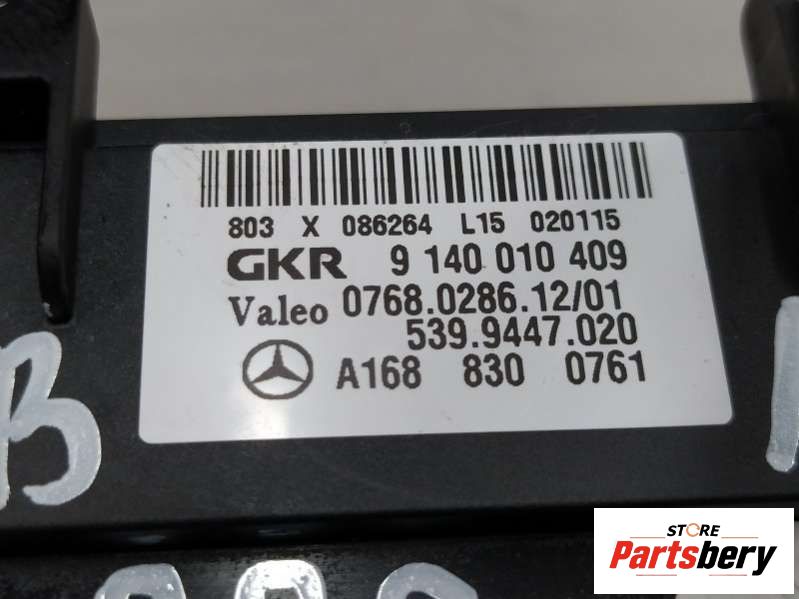 803 X 086264 L15 020115
GKR 9 140 010 409
Valeo 0768.0286.12/01
539.9447.020
A168 830 0761
B
STORE
Partsbery